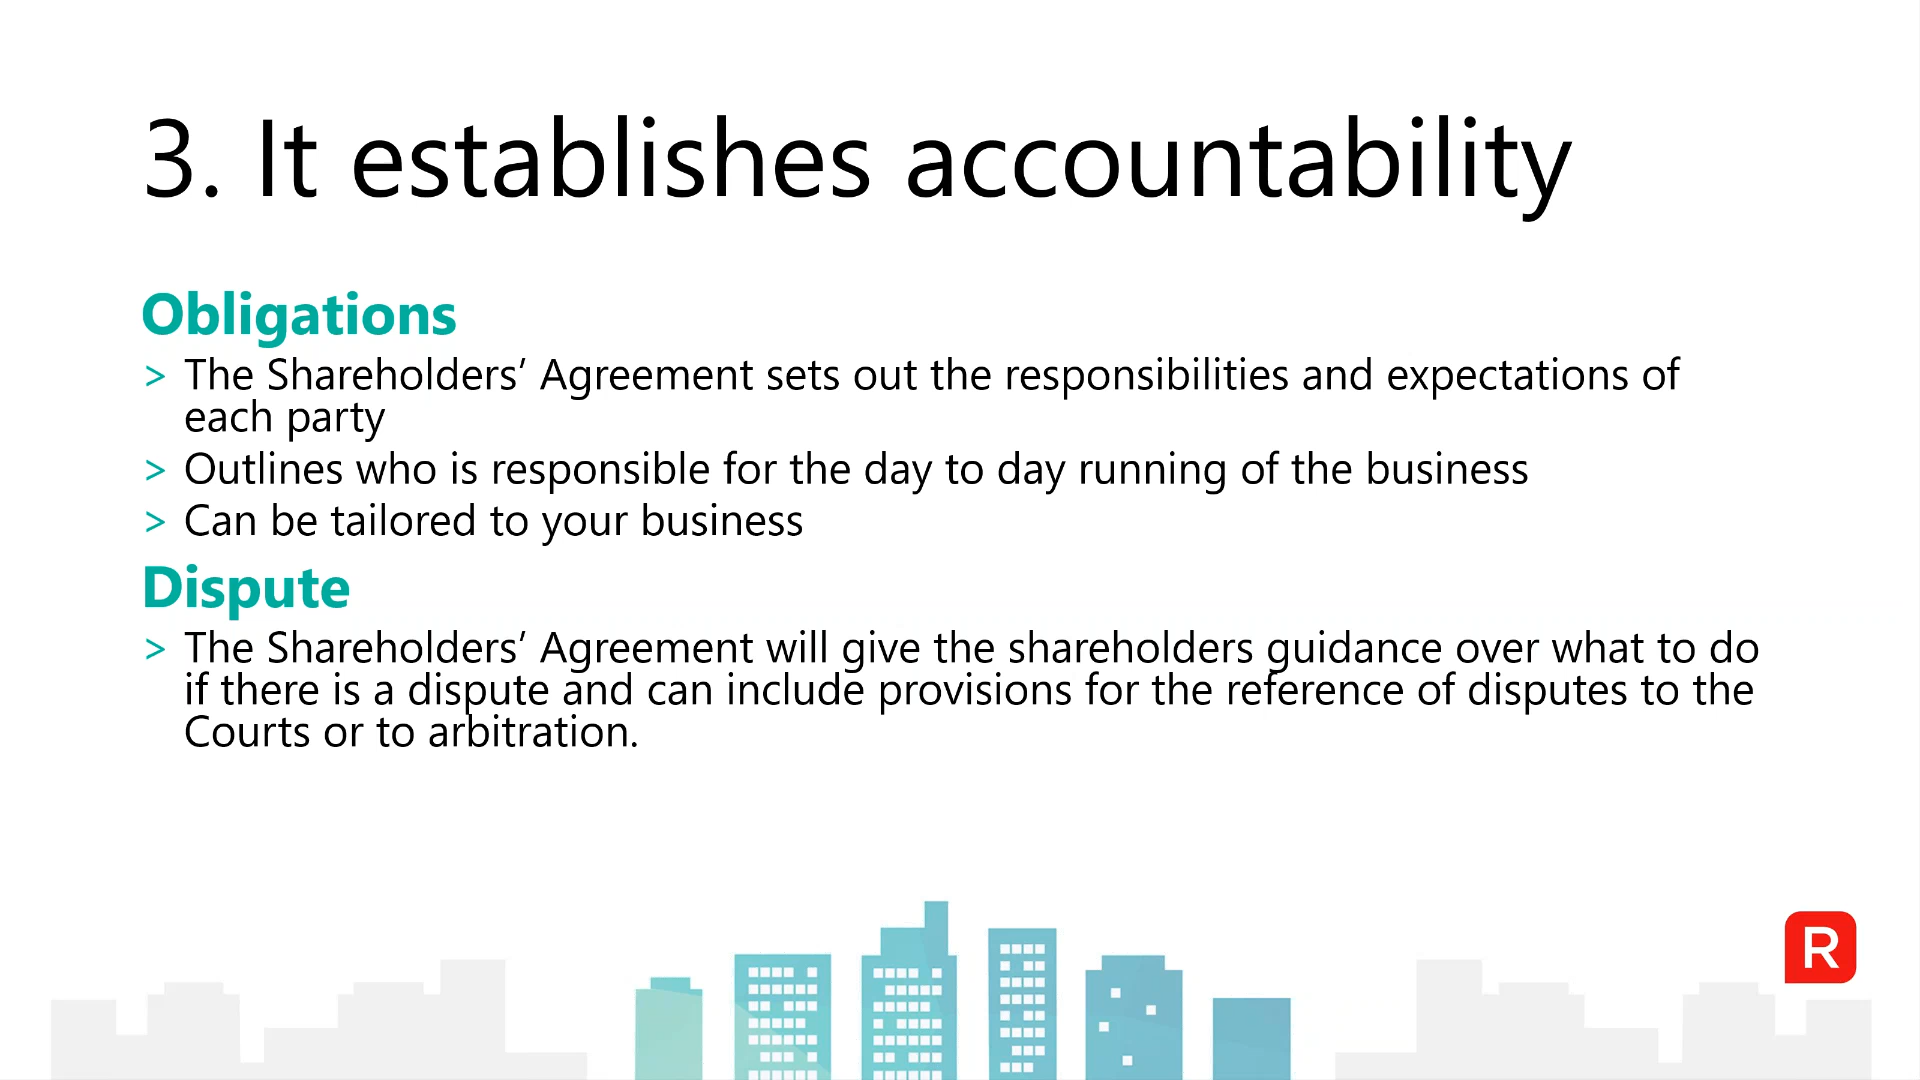 3. It establishes accountability
Obligations
> The Shareholders’ Agreement sets out the responsibilities and expectations of
each party
> Outlines who is responsible for the day to day running of the business
> Can be tailored to your business
Dispute
> The Shareholders’ Agreement will give the shareholders guidance over what to do
if there is a dispute and can include provisions for the reference of disputes to the
Courts or to arbitration.
R